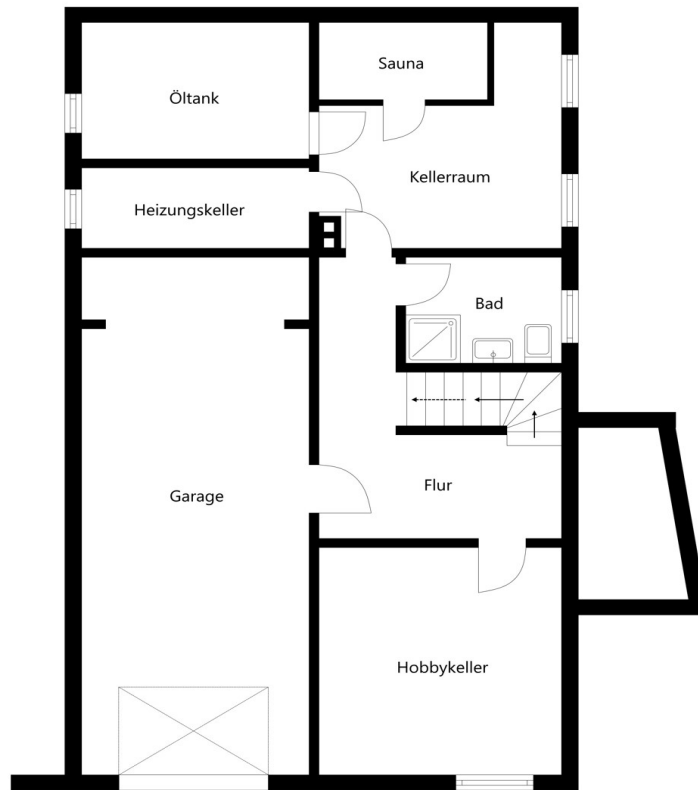 Sauna
Öltank
Kellerraum
Heizungskeller
Bad
Flur
Garage
Hobbykeller